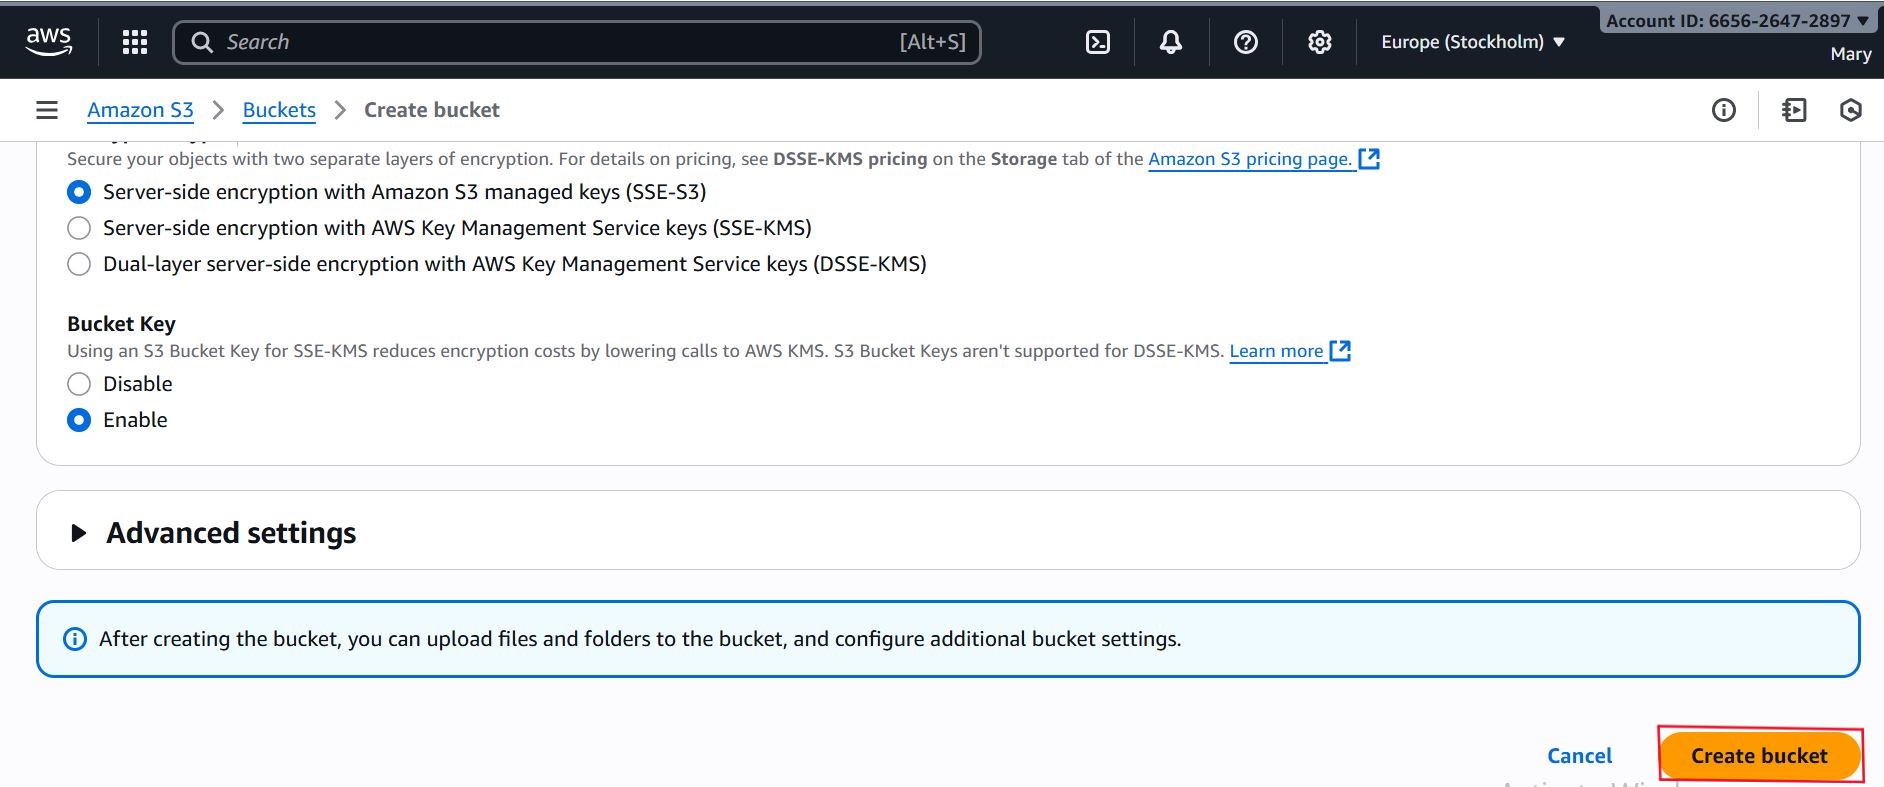 aws
Search [Alt+S]
Europe (Stockholm)
Account ID: 6656-2647-2897
Mary
Amazon S3 > Buckets > Create bucket
Secure your objects with two separate layers of encryption. For details on pricing, see DSSE-KMS pricing on the Storage tab of the Amazon S3 pricing page.
Server-side encryption with Amazon S3 managed keys (SSE-S3)
Server-side encryption with AWS Key Management Service keys (SSE-KMS)
Dual-layer server-side encryption with AWS Key Management Service keys (DSSE-KMS)
Bucket Key
Using an S3 Bucket Key for SSE-KMS reduces encryption costs by lowering calls to AWS KMS. S3 Bucket Keys aren't supported for DSSE-KMS. Learn more
Disable
Enable
Advanced settings
After creating the bucket, you can upload files and folders to the bucket, and configure additional bucket settings.
Cancel
Create bucket